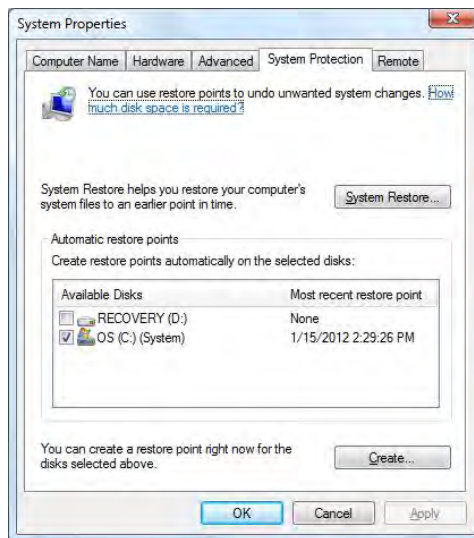 System Properties
Computer Name Hardware Advanced System Protection Remote
You can use restore points to undo unwanted system changes. How
much disk space is required?
System Restore helps you restore your computer's
system files to an earlier point in time.
System Restore...
Automatic restore points
Create restore points automatically on the selected disks:
Available Disks Most recent restore point
RECOVERY (D:) None
OS (C:) (System) 1/15/2012 2:29:26 PM
You can create a restore point right now for the
disks selected above.
Create...
OK Cancel Apply